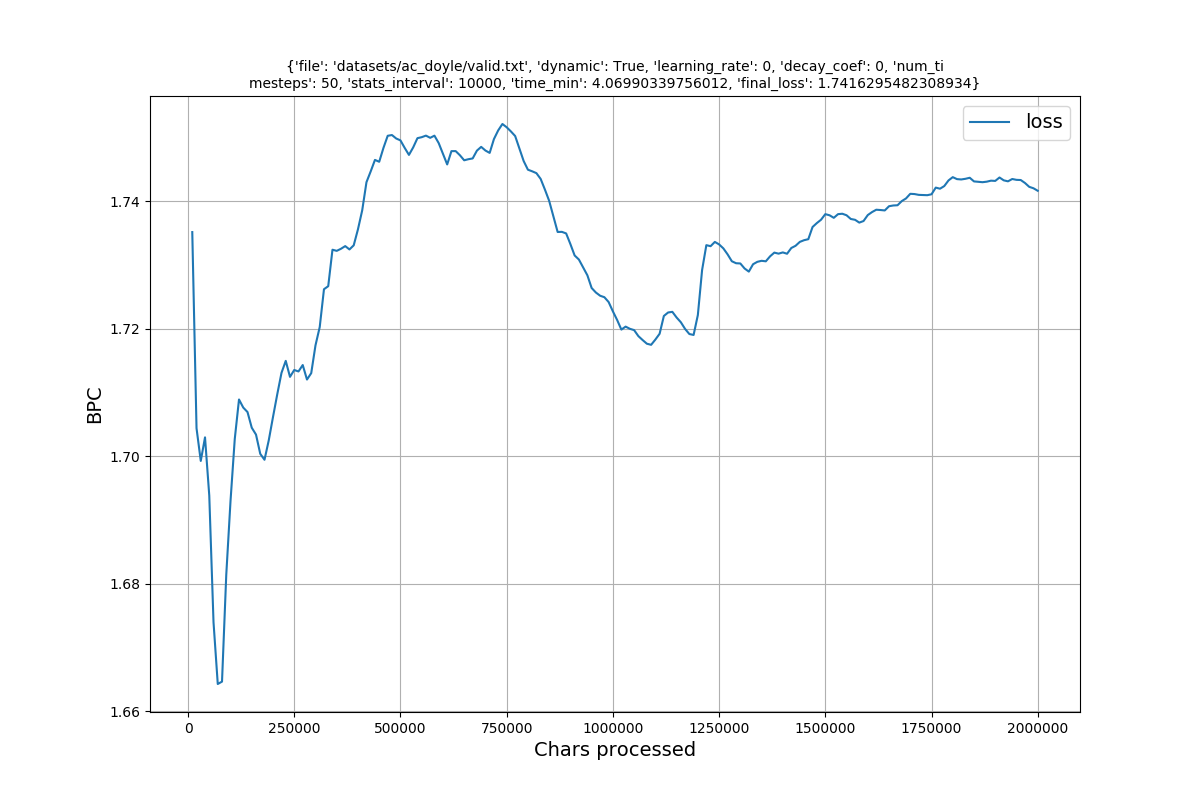 {'file': 'datasets/ac_doyle/valid.txt', 'dynamic': True, 'learning_rate': 0, 'decay_coef': 0, 'num_ti
mesteps': 50, 'stats_interval': 10000, 'time_min': 4.06990339756012, 'final_loss': 1.7416295482308934}
loss
1.74
1.72
1.70
1.68
1.66
BPC
0 250000 500000 750000 1000000 1250000 1500000 1750000 2000000
Chars processed